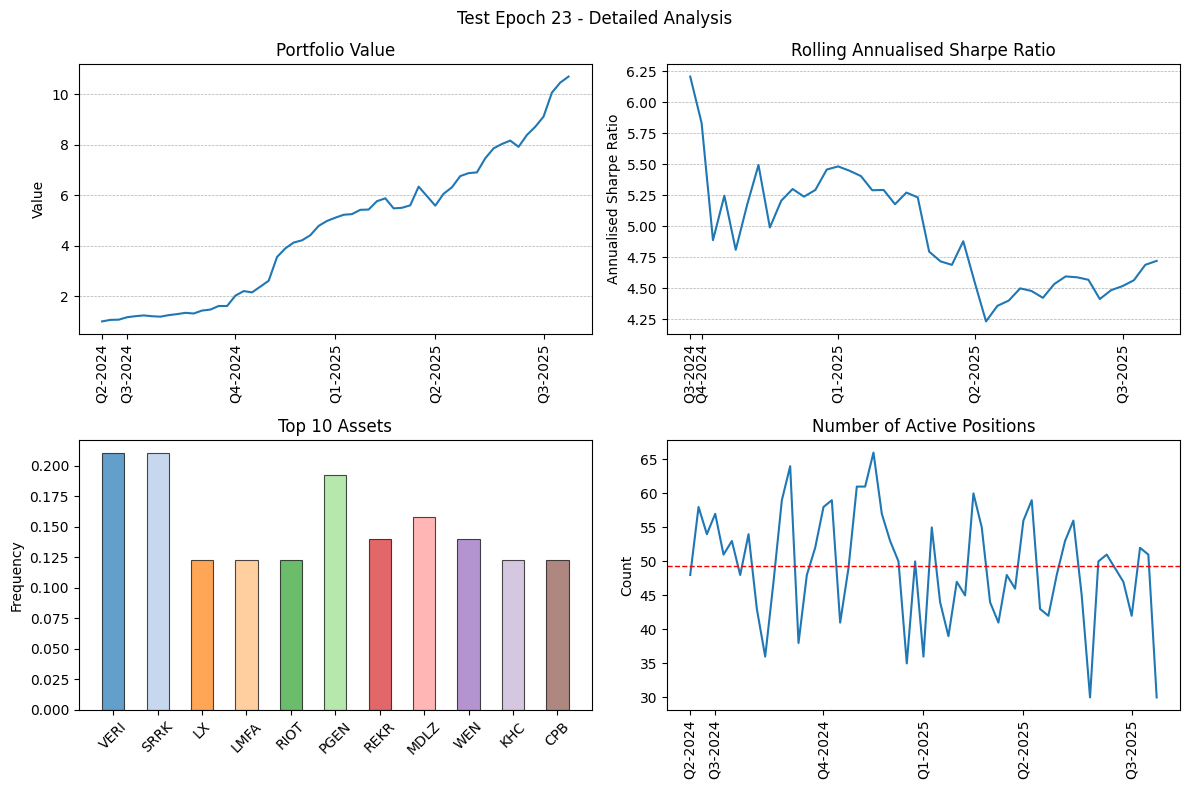 Test Epoch 23 - Detailed Analysis
Portfolio Value
Value
10
8
6
4
2
Q2-2024
Q3-2024
Q4-2024
Q1-2025
Q2-2025
Q3-2025
Rolling Annualised Sharpe Ratio
Annualised Sharpe Ratio
6.25
6.00
5.75
5.50
5.25
5.00
4.75
4.50
4.25
Q3-2024
Q4-2024
Q1-2025
Q2-2025
Q3-2025
Top 10 Assets
Frequency
0.200
0.175
0.150
0.125
0.100
0.075
0.050
0.025
0.000
VERI
SRRK
LX
LMFA
RIOT
PGEN
REKR
MDLZ
WEN
KHC
CPB
Number of Active Positions
Count
65
60
55
50
45
40
35
30
Q2-2024
Q3-2024
Q4-2024
Q1-2025
Q2-2025
Q3-2025